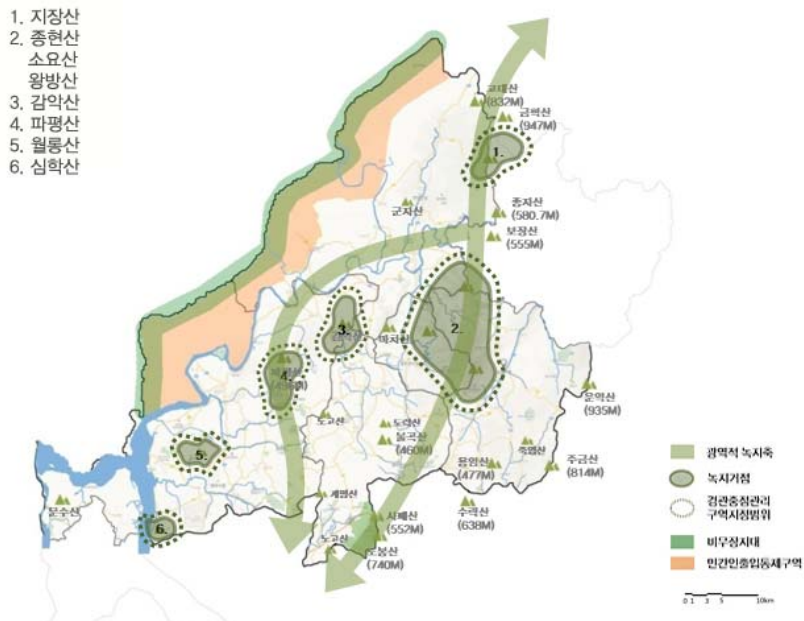 1. 지장산
2. 종현산
소요산
왕방산
3. 감악산
4. 파평산
5. 월롱산
6. 심학산
고대산
(832M)
금학산
(947M)
1.
종자산
(580.7M)
군자산
보장산
(555M)
2.
3.
마차산
4.
운악산
(935M)
노고산
도락산
불곡산
(460M)
죽엽산
용암산
(477M)
주금산
(814M)
5.
계명산
문수산
수락산
(638M)
사패산
(552M)
6.
노고산
도봉산
(740M)
광역적 녹지축
녹지거점
경관중점관리
구역지정범위
비무장지대
민간인출입통제구역
0 1 3 5 10km